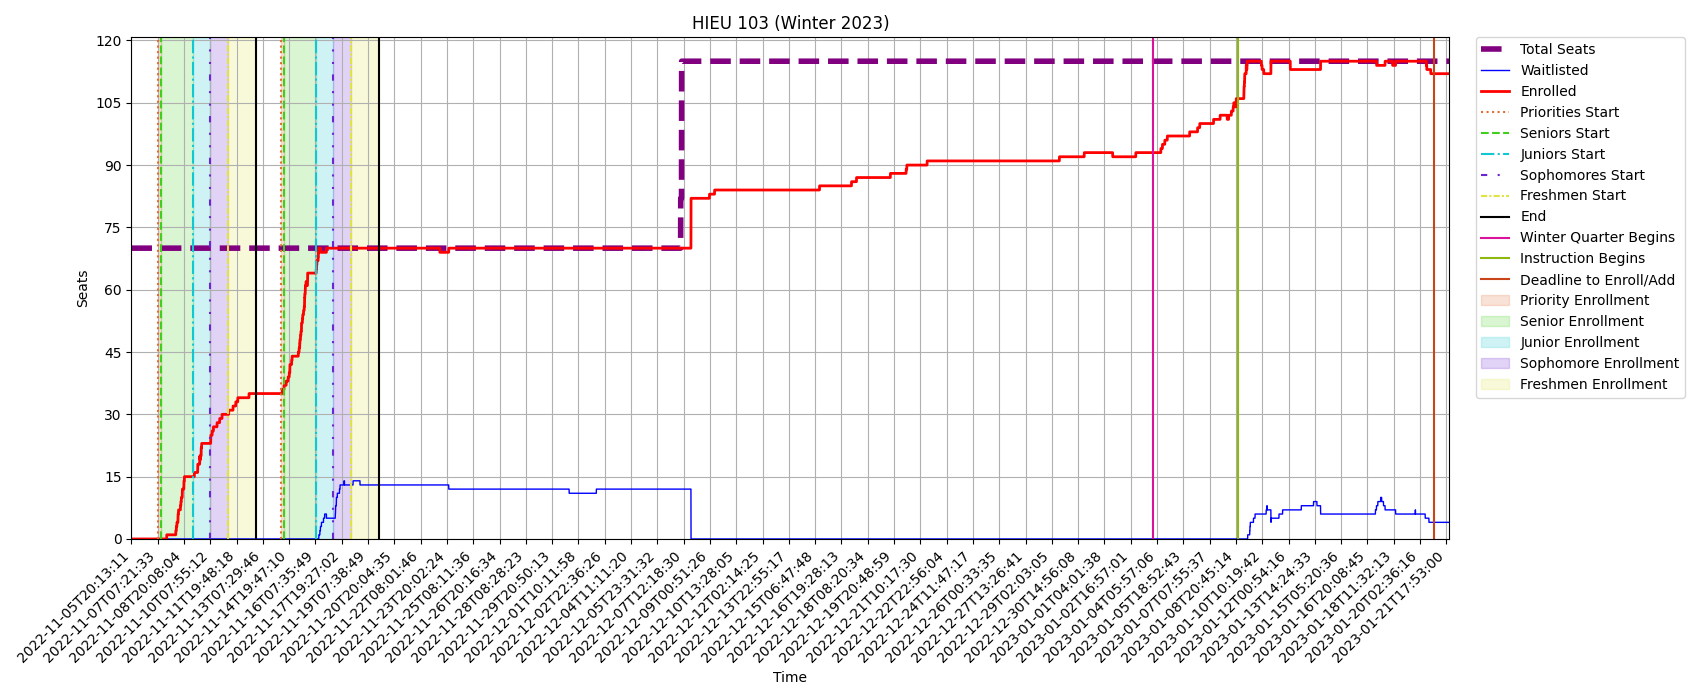 HIEU 103 (Winter 2023)
Seats
120
105
90
75
60
45
30
15
0
2022-11-05T20:13:11
2022-11-07T07:21:33
2022-11-08T20:08:04
2022-11-10T07:55:12
2022-11-11T19:48:16
2022-11-13T07:29:46
2022-11-14T19:47:10
2022-11-16T07:35:49
2022-11-17T19:27:02
2022-11-19T07:38:49
2022-11-20T20:04:35
2022-11-22T08:01:46
2022-11-23T20:02:24
2022-11-25T08:11:36
2022-11-26T20:16:34
2022-11-28T08:28:23
2022-11-29T20:50:13
2022-12-01T10:11:58
2022-12-02T22:36:26
2022-12-04T11:11:20
2022-12-05T23:31:32
2022-12-07T12:18:30
2022-12-09T00:51:26
2022-12-10T13:28:05
2022-12-12T02:14:25
2022-12-13T22:55:17
2022-12-15T06:47:48
2022-12-16T19:28:13
2022-12-18T08:20:34
2022-12-19T20:48:59
2022-12-21T10:17:30
2022-12-22T22:56:04
2022-12-24T11:47:17
2022-12-26T00:33:35
2022-12-27T13:26:41
2022-12-29T02:03:05
2022-12-30T14:56:08
2023-01-01T04:01:38
2023-01-02T16:57:01
2023-01-04T05:57:06
2023-01-05T18:52:43
2023-01-07T07:55:37
2023-01-08T20:45:14
2023-01-10T10:19:42
2023-01-12T00:54:16
2023-01-13T14:24:33
2023-01-15T05:20:36
2023-01-16T20:08:45
2023-01-18T11:32:13
2023-01-20T02:36:16
2023-01-21T17:53:00
Time
Total Seats
Waitlisted
Enrolled
Priorities Start
Seniors Start
Juniors Start
Sophomores Start
Freshmen Start
End
Winter Quarter Begins
Instruction Begins
Deadline to Enroll/Add
Priority Enrollment
Senior Enrollment
Junior Enrollment
Sophomore Enrollment
Freshmen Enrollment